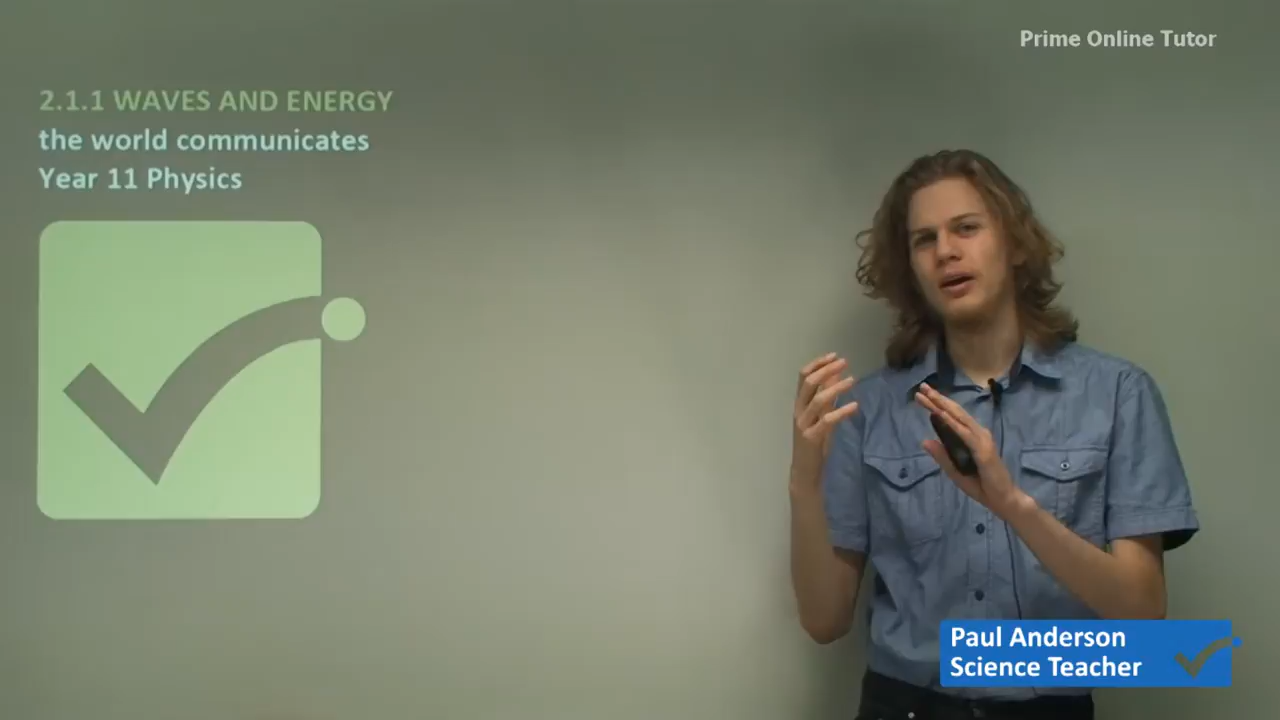 Prime Online Tutor
2.1.1 WAVES AND ENERGY
the world communicates
Year 11 Physics
Paul Anderson
Science Teacher